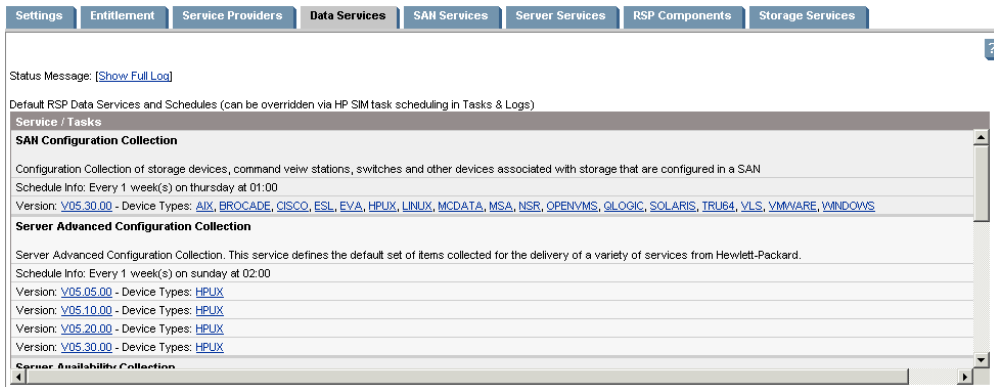 Settings Entitlement Service Providers Data Services SAN Services Server Services RSP Components Storage Services
?
Status Message: [Show Full Log]
Default RSP Data Services and Schedules (can be overridden via HP SIM task scheduling in Tasks & Logs)
Service / Tasks
SAN Configuration Collection
Configuration Collection of storage devices, command veiw stations, switches and other devices associated with storage that are configured in a SAN
Schedule Info: Every 1 week(s) on thursday at 01:00
Version: V05.30.00 - Device Types: AIX, BROCADE, CISCO, ESL, EVA, HPUX, LINUX, MCDATA, MSA, NSR, OPENVMS, QLOGIC, SOLARIS, TRU64, VLS, VMWARE, WINDOWS
Server Advanced Configuration Collection
Server Advanced Configuration Collection. This service defines the default set of items collected for the delivery of a variety of services from Hewlett-Packard.
Schedule Info: Every 1 week(s) on sunday at 02:00
Version: V05.05.00 - Device Types: HPUX
Version: V05.10.00 - Device Types: HPUX
Version: V05.20.00 - Device Types: HPUX
Version: V05.30.00 - Device Types: HPUX
Server Availability Collection